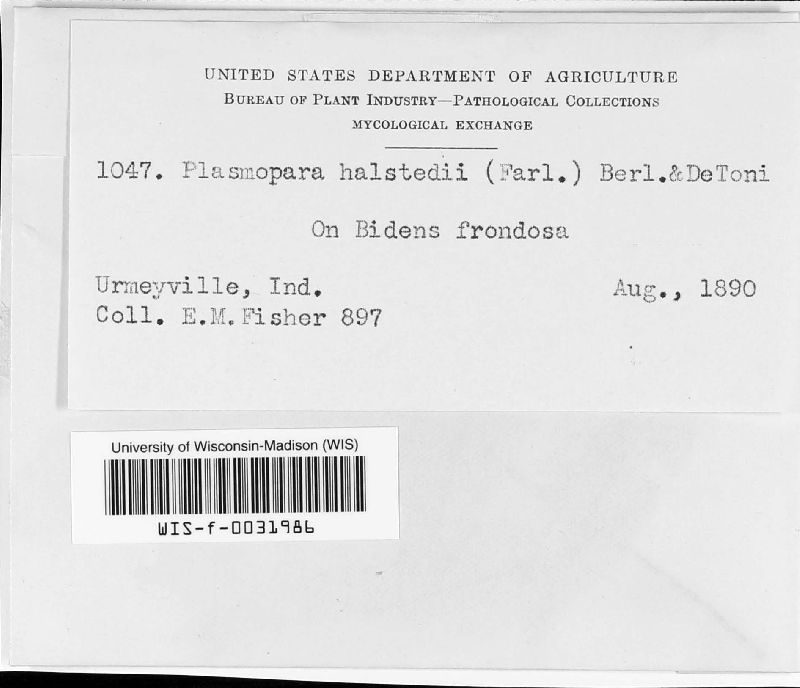 UNITED STATES DEPARTMENT OF AGRICULTURE
BUREAU OF PLANT INDUSTRY—PATHOLOGICAL COLLECTIONS
MYCOLOGICAL EXCHANGE
1047. Plasmopara halstedii (Farl.) Berl.&DeToni
On Bidens frondosa
Urmeyville, Ind. Aug., 1890
Coll. E.M.Fisher 897
University of Wisconsin-Madison (WIS)
WIS-f-0031986